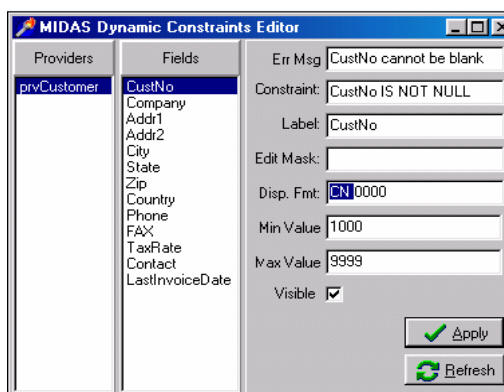 MIDAS Dynamic Constraints Editor
Providers
prvCustomer
Fields
CustNo
Company
Addr1
Addr2
City
State
Zip
Country
Phone
FAX
TaxRate
Contact
LastInvoiceDate
Err Msg CustNo cannot be blank
Constraint: CustNo IS NOT NULL
Label: CustNo
Edit Mask:
Disp. Fmt: CN 0000
Min Value 1000
Max Value 9999
Visible
Apply
Refresh